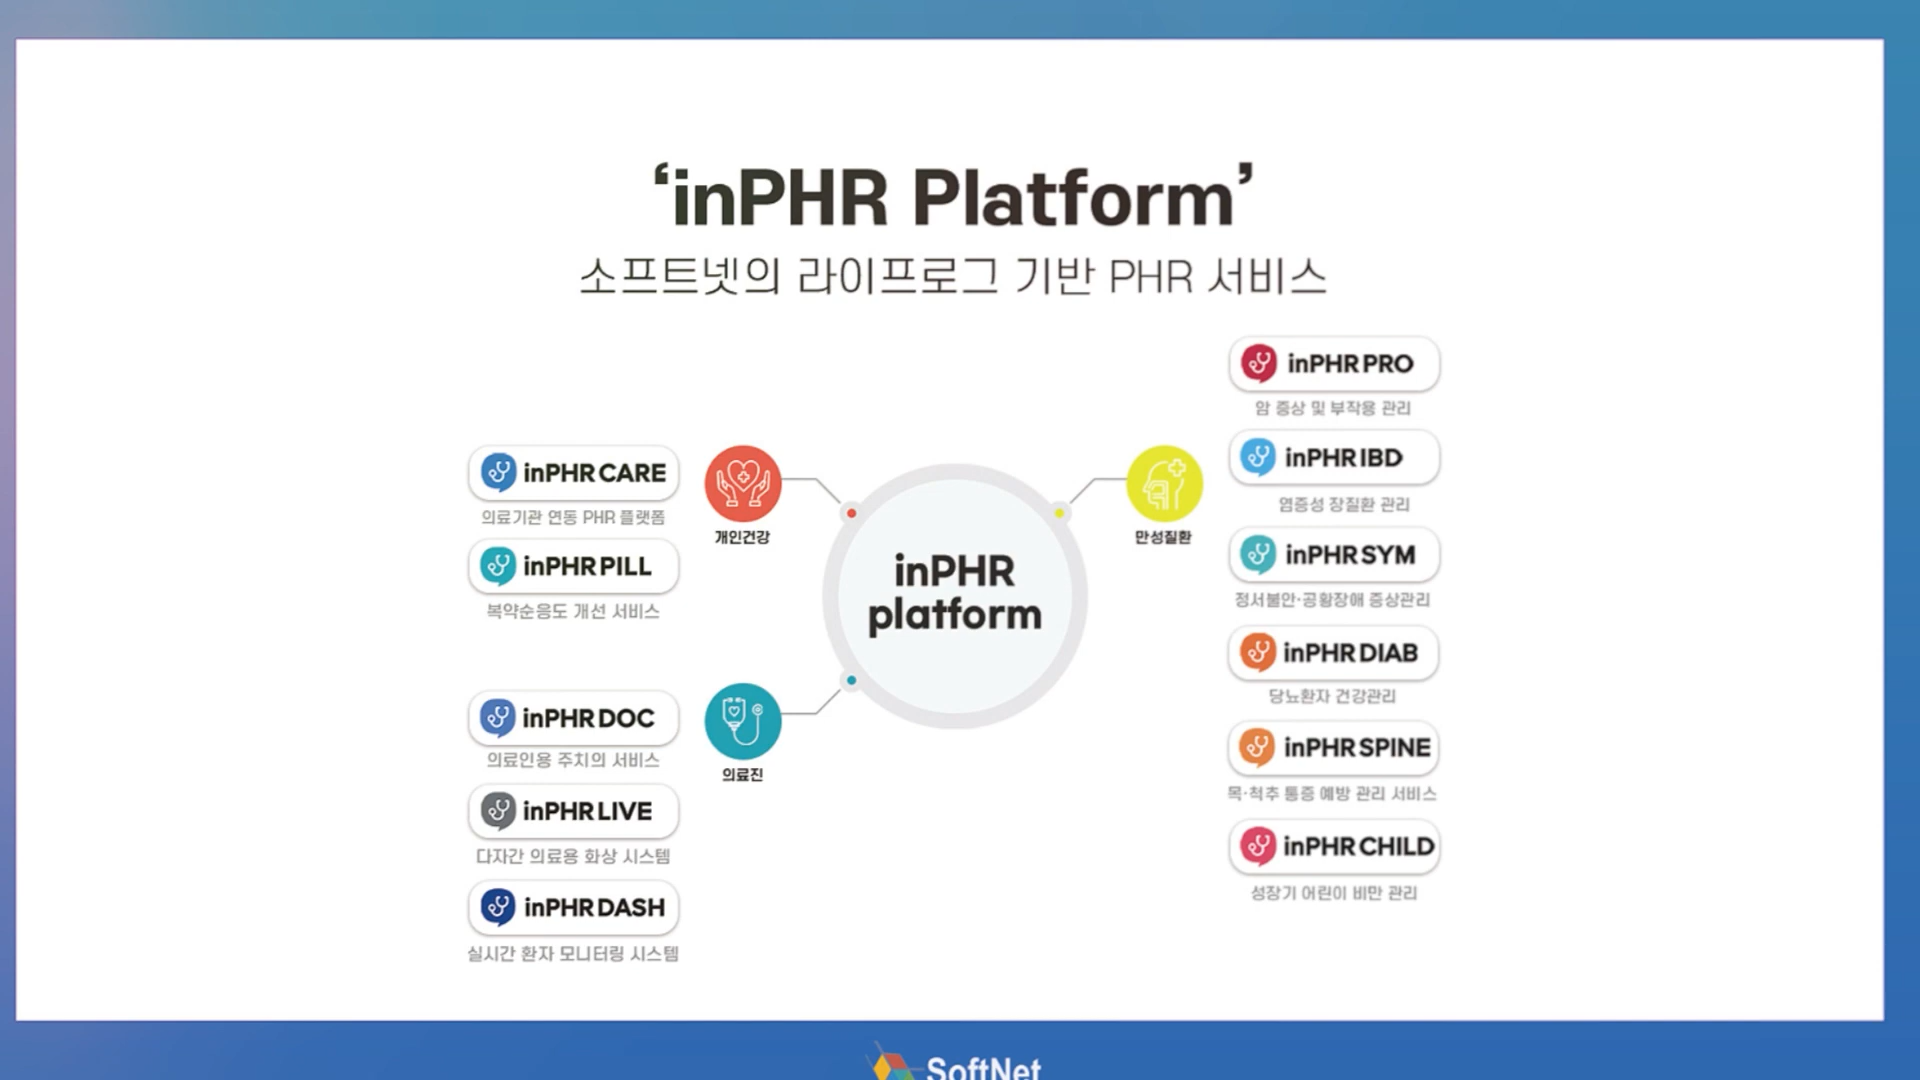 ‘inPHR Platform’
소프트넷의 라이프로그 기반 PHR 서비스
inPHR CARE
의료기관 연동 PHR 플랫폼
inPHR PILL
복약순응도 개선 서비스
개인건강
inPHR DOC
의료인용 주치의 서비스
inPHR LIVE
다자간 의료용 화상 시스템
inPHR DASH
실시간 환자 모니터링 시스템
의료진
inPHR
platform
만성질환
inPHR PRO
암 증상 및 부작용 관리
inPHR IBD
염증성 장질환 관리
inPHR SYM
정서불안·공황장애 증상관리
inPHR DIAB
당뇨환자 건강관리
inPHR SPINE
목·척추 통증 예방 관리 서비스
inPHR CHILD
성장기 어린이 비만 관리
SoftNet